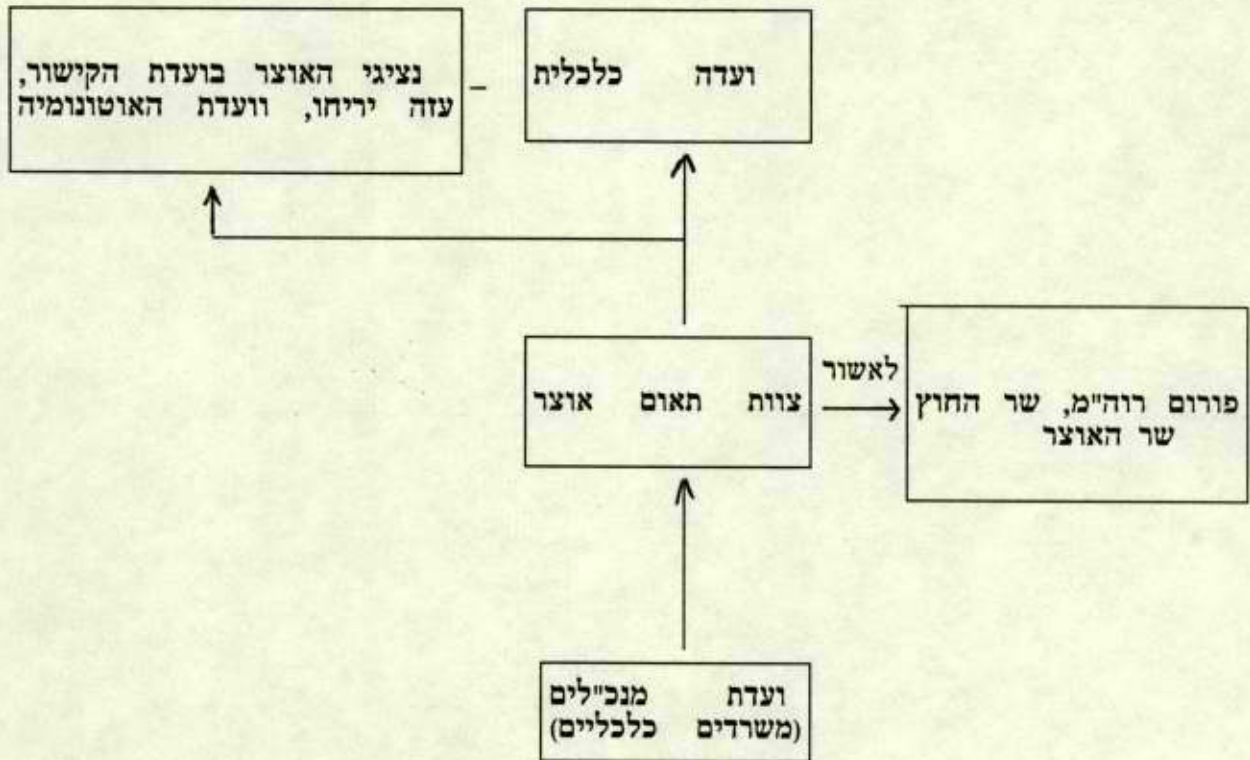 ועדה כלכלית
-
נציגי האוצר בועדת הקישור,
עזה יריחו, וועדת האוטונומיה
צוות תאום אוצר
לאשור
פורום רוה"מ, שר החוץ
שר האוצר
ועדת מנכ"לים
(משרדים כלכליים)